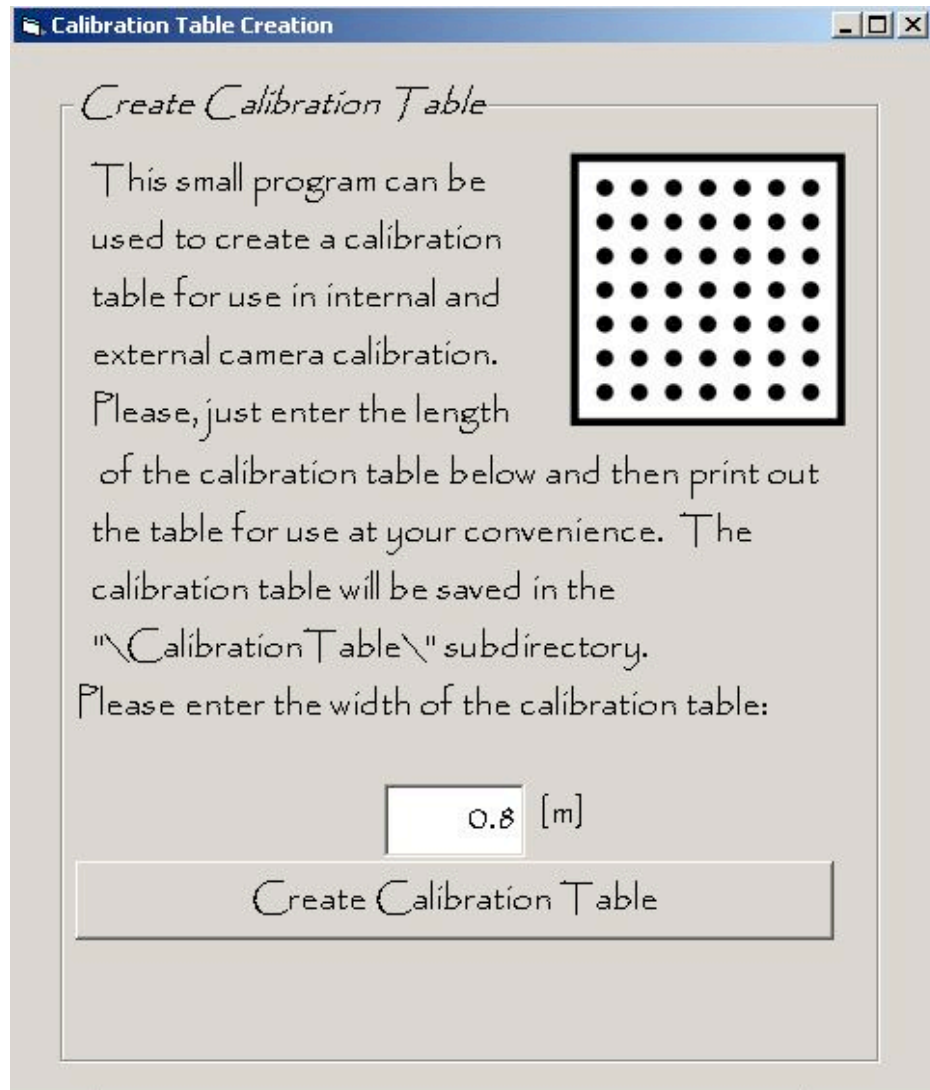 Calibration Table Creation
Create Calibration Table
This small program can be
used to create a calibration
table for use in internal and
external camera calibration.
Please, just enter the length
of the calibration table below and then print out
the table for use at your convenience. The
calibration table will be saved in the
"\CalibrationTable\" subdirectory.
Please enter the width of the calibration table:
0.8 [m]
Create Calibration Table